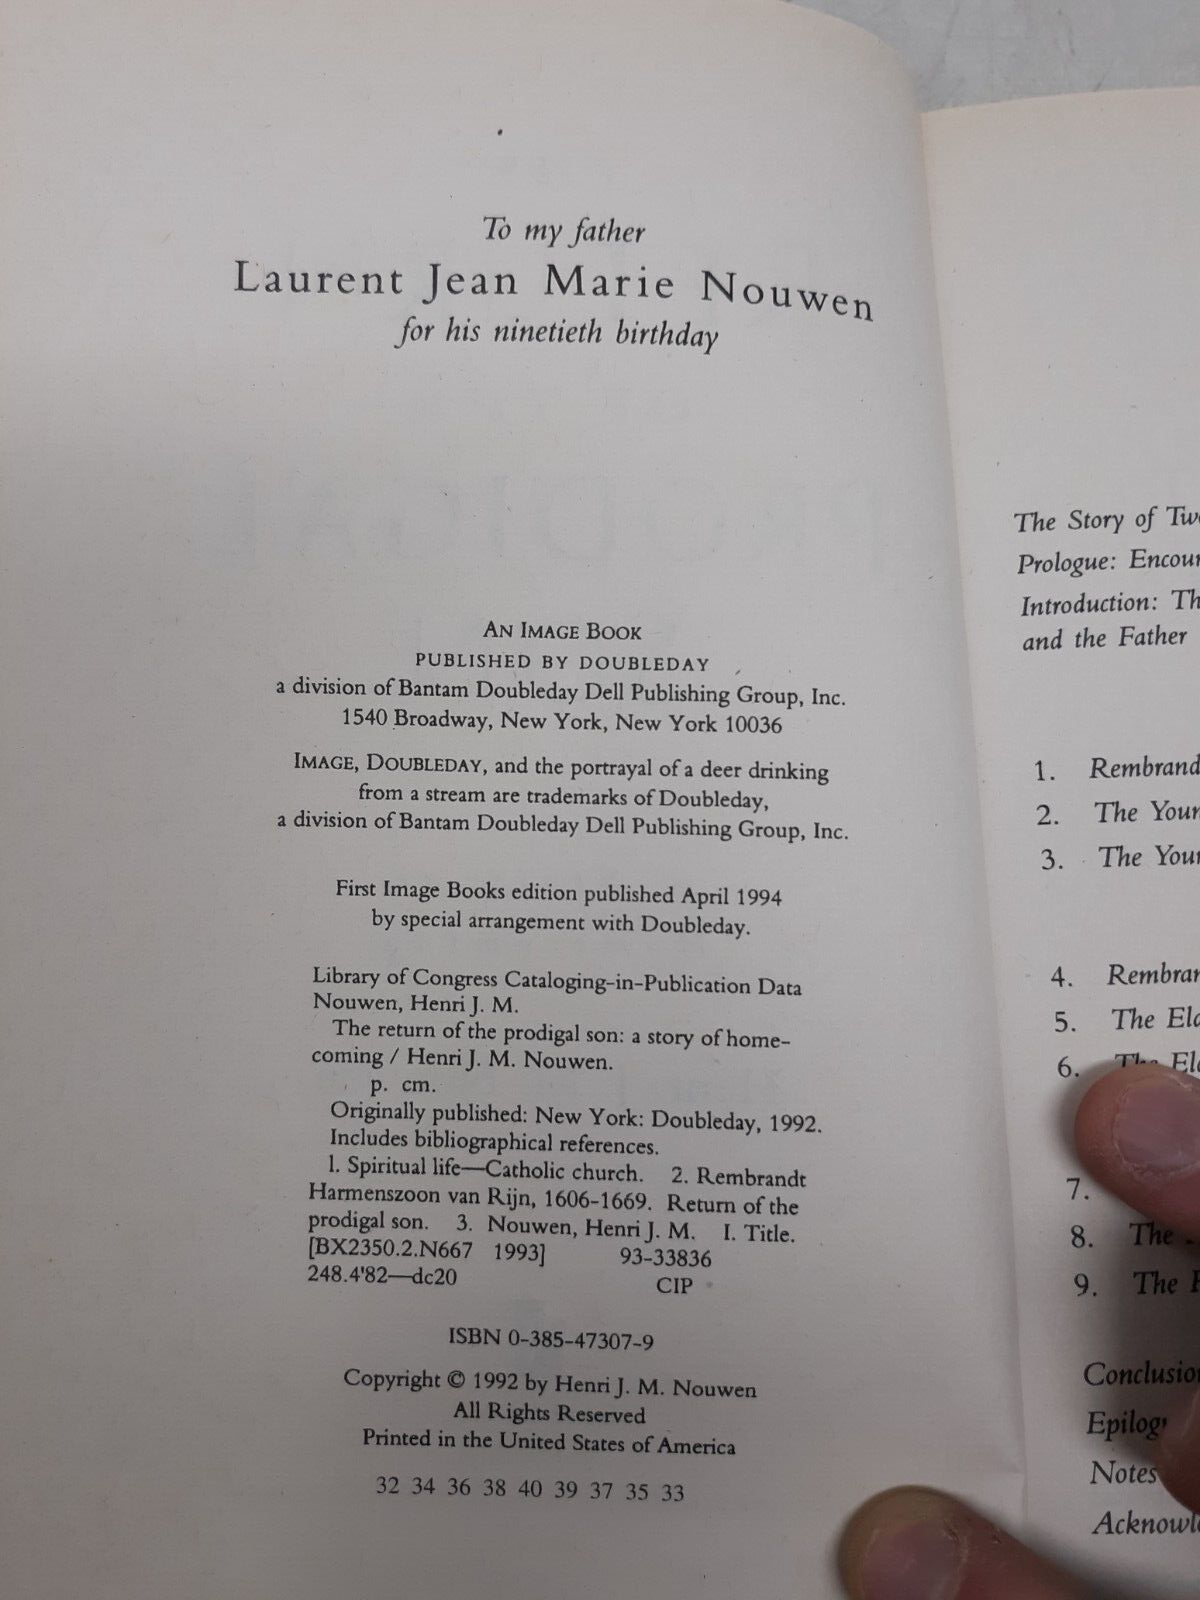 To my father
Laurent Jean Marie Nouwen
for his ninetieth birthday
AN IMAGE BOOK
PUBLISHED BY DOUBLEDAY
a division of Bantam Doubleday Dell Publishing Group, Inc.
1540 Broadway, New York, New York 10036
IMAGE, DOUBLEDAY, and the portrayal of a deer drinking
from a stream are trademarks of Doubleday,
a division of Bantam Doubleday Dell Publishing Group, Inc.
First Image Books edition published April 1994
by special arrangement with Doubleday.
Library of Congress Cataloging-in-Publication Data
Nouwen, Henri J. M.
The return of the prodigal son: a story of home-
coming / Henri J. M. Nouwen.
p. cm.
Originally published: New York: Doubleday, 1992.
Includes bibliographical references.
1. Spiritual life—Catholic church. 2. Rembrandt
Harmenszoon van Rijn, 1606-1669. Return of the
prodigal son. 3. Nouwen, Henri J. M. I. Title.
[BX2350.2.N667 1993] 93-33836
248.4'82—dc20 CIP
ISBN 0-385-47307-9
Copyright © 1992 by Henri J. M. Nouwen
All Rights Reserved
Printed in the United States of America
32 34 36 38 40 39 37 35 33
The Story of
Prologue:
Introduction:
and the Father
1.
2. The
3. The
4.
5. The
6. The
7.
8. The
9. The
Notes